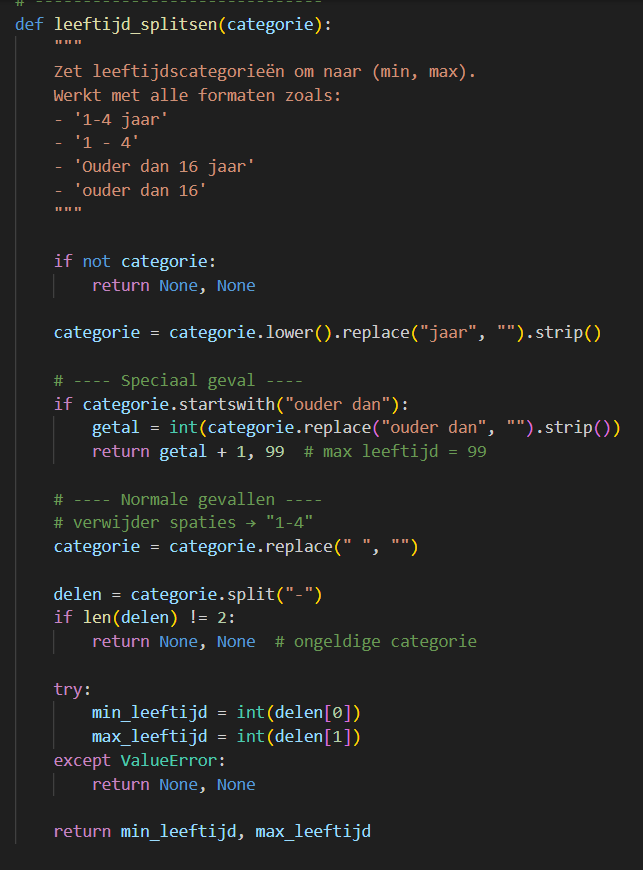 # ------------------------------
def leeftijd_splitsen(categorie):
    """
    Zet leeftijdscategorieën om naar (min, max).
    Werkt met alle formaten zoals:
    - '1-4 jaar'
    - '1 - 4'
    - 'Ouder dan 16 jaar'
    - 'ouder dan 16'
    """

    if not categorie:
        return None, None

    categorie = categorie.lower().replace("jaar", "").strip()

    # ---- Speciaal geval ----
    if categorie.startswith("ouder dan"):
        getal = int(categorie.replace("ouder dan", "").strip())
        return getal + 1, 99  # max leeftijd = 99

    # ---- Normale gevallen ----
    # verwijder spaties → "1-4"
    categorie = categorie.replace(" ", "")

    delen = categorie.split("-")
    if len(delen) != 2:
        return None, None  # ongeldige categorie

    try:
        min_leeftijd = int(delen[0])
        max_leeftijd = int(delen[1])
    except ValueError:
        return None, None

    return min_leeftijd, max_leeftijd